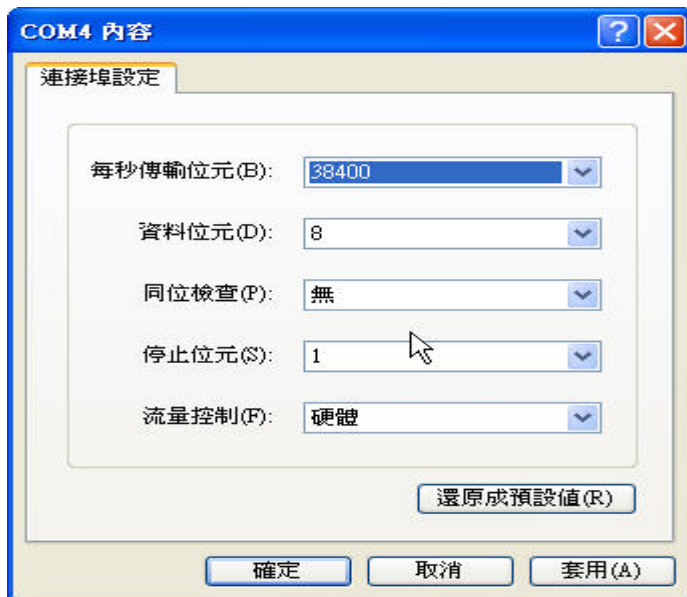 COM4 內容
連接埠設定
每秒傳輸位元(B): 38400
資料位元(D): 8
同位檢查(P): 無
停止位元(S): 1
流量控制(F): 硬體
還原成預設值(R)
確定 取消 套用(A)